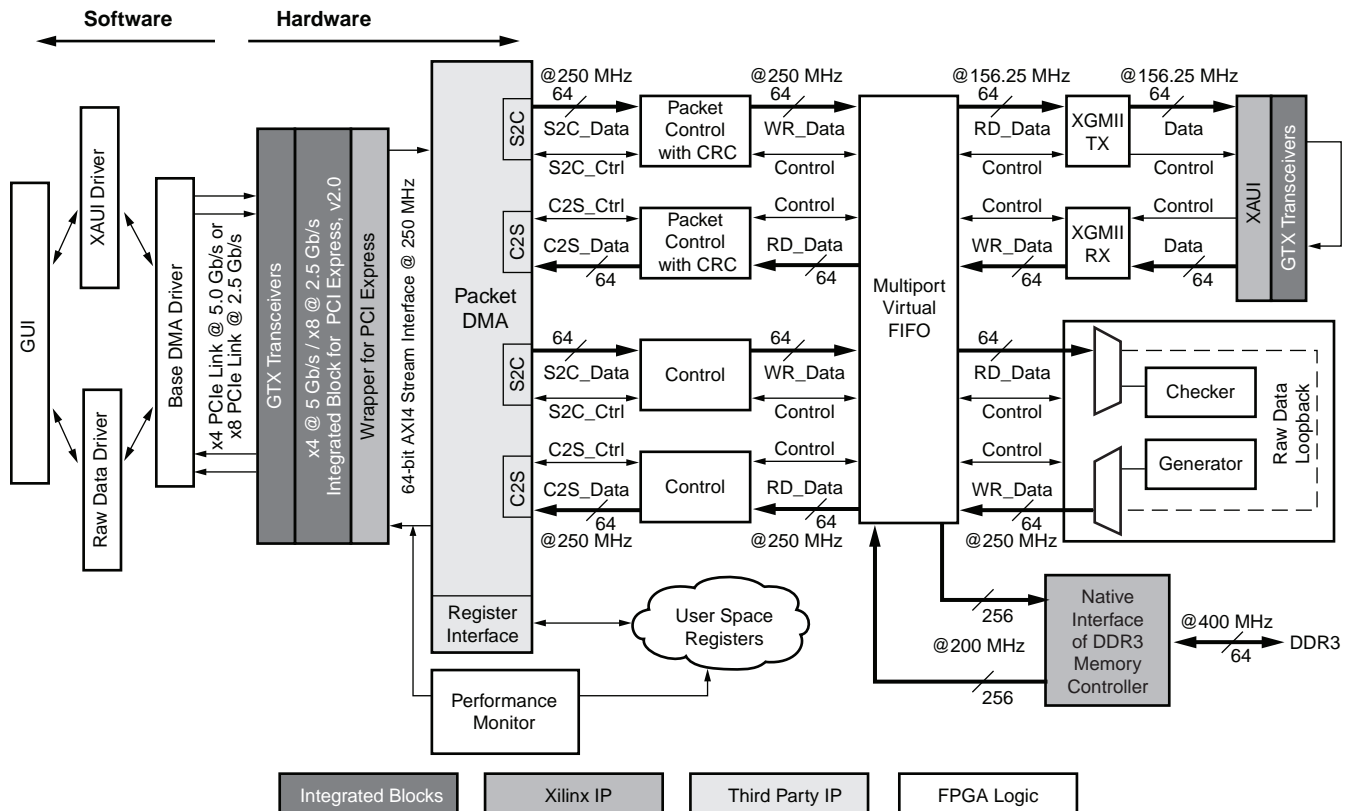 Software
Hardware
GUI
XAUI Driver
Raw Data Driver
Base DMA Driver
x4 PCIe Link @ 5.0 Gb/s or
x8 PCIe Link @ 2.5 Gb/s
GTX Transceivers
x4 @ 5 Gb/s / x8 @ 2.5 Gb/s
Integrated Block for PCI Express, v2.0
Wrapper for PCI Express
64-bit AXI4 Stream Interface @ 250 MHz
Packet
DMA
S2C
C2S
S2C
C2S
Register
Interface
@250 MHz
64
S2C_Data
S2C_Ctrl
C2S_Ctrl
C2S_Data
64
64
S2C_Data
S2C_Ctrl
C2S_Ctrl
C2S_Data
64
@250 MHz
Packet
Control
with CRC
Packet
Control
with CRC
Control
Control
@250 MHz
64
WR_Data
Control
Control
RD_Data
64
64
WR_Data
Control
Control
RD_Data
64
@250 MHz
Multiport
Virtual
FIFO
@156.25 MHz
64
RD_Data
Control
Control
WR_Data
64
64
RD_Data
Control
Control
WR_Data
64
@250 MHz
XGMII
TX
XGMII
RX
@156.25 MHz
64
Data
Control
Control
Data
64
XAUI
GTX Transceivers
Checker
Generator
Raw Data
Loopback
256
@200 MHz
256
Native
Interface
of DDR3
Memory
Controller
@400 MHz
64
DDR3
User Space
Registers
Performance
Monitor
Integrated Blocks
Xilinx IP
Third Party IP
FPGA Logic